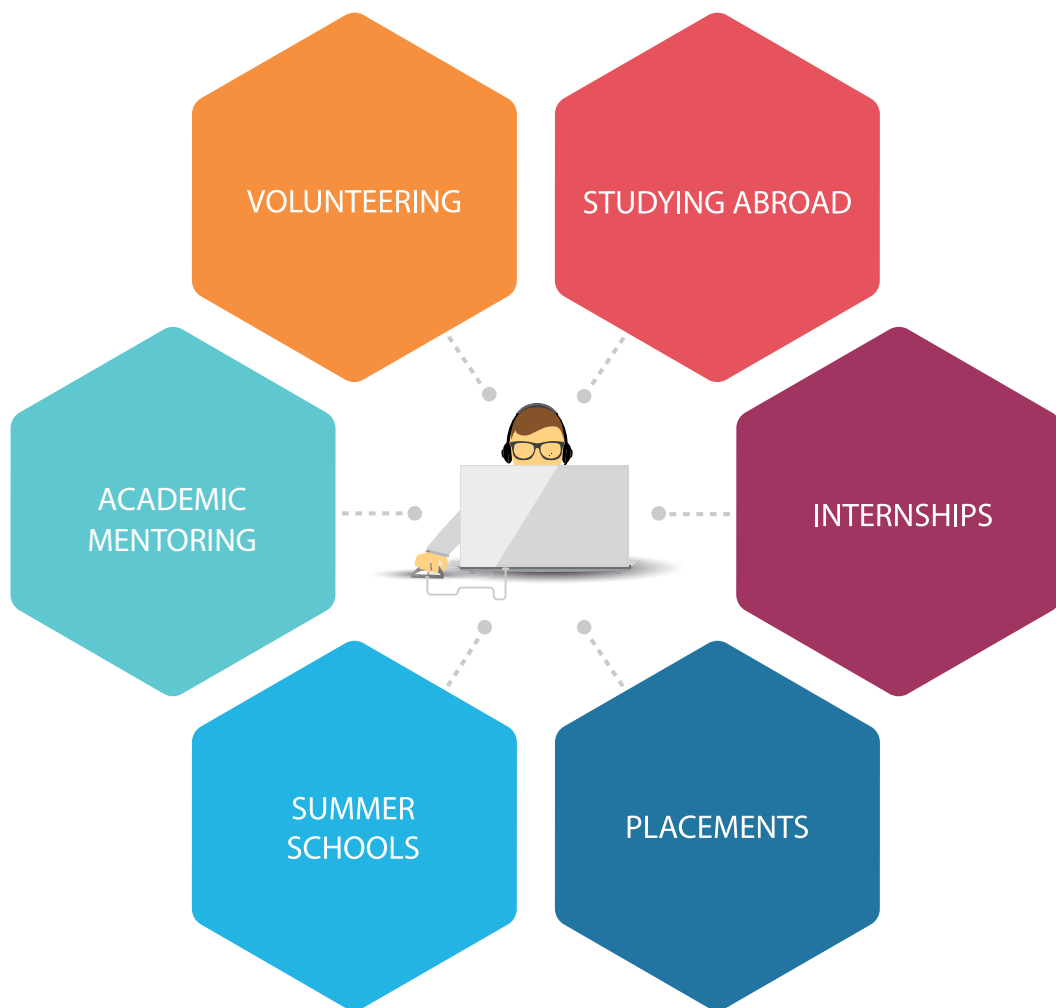 VOLUNTEERING
STUDYING ABROAD
ACADEMIC
MENTORING
INTERNSHIPS
SUMMER
SCHOOLS
PLACEMENTS